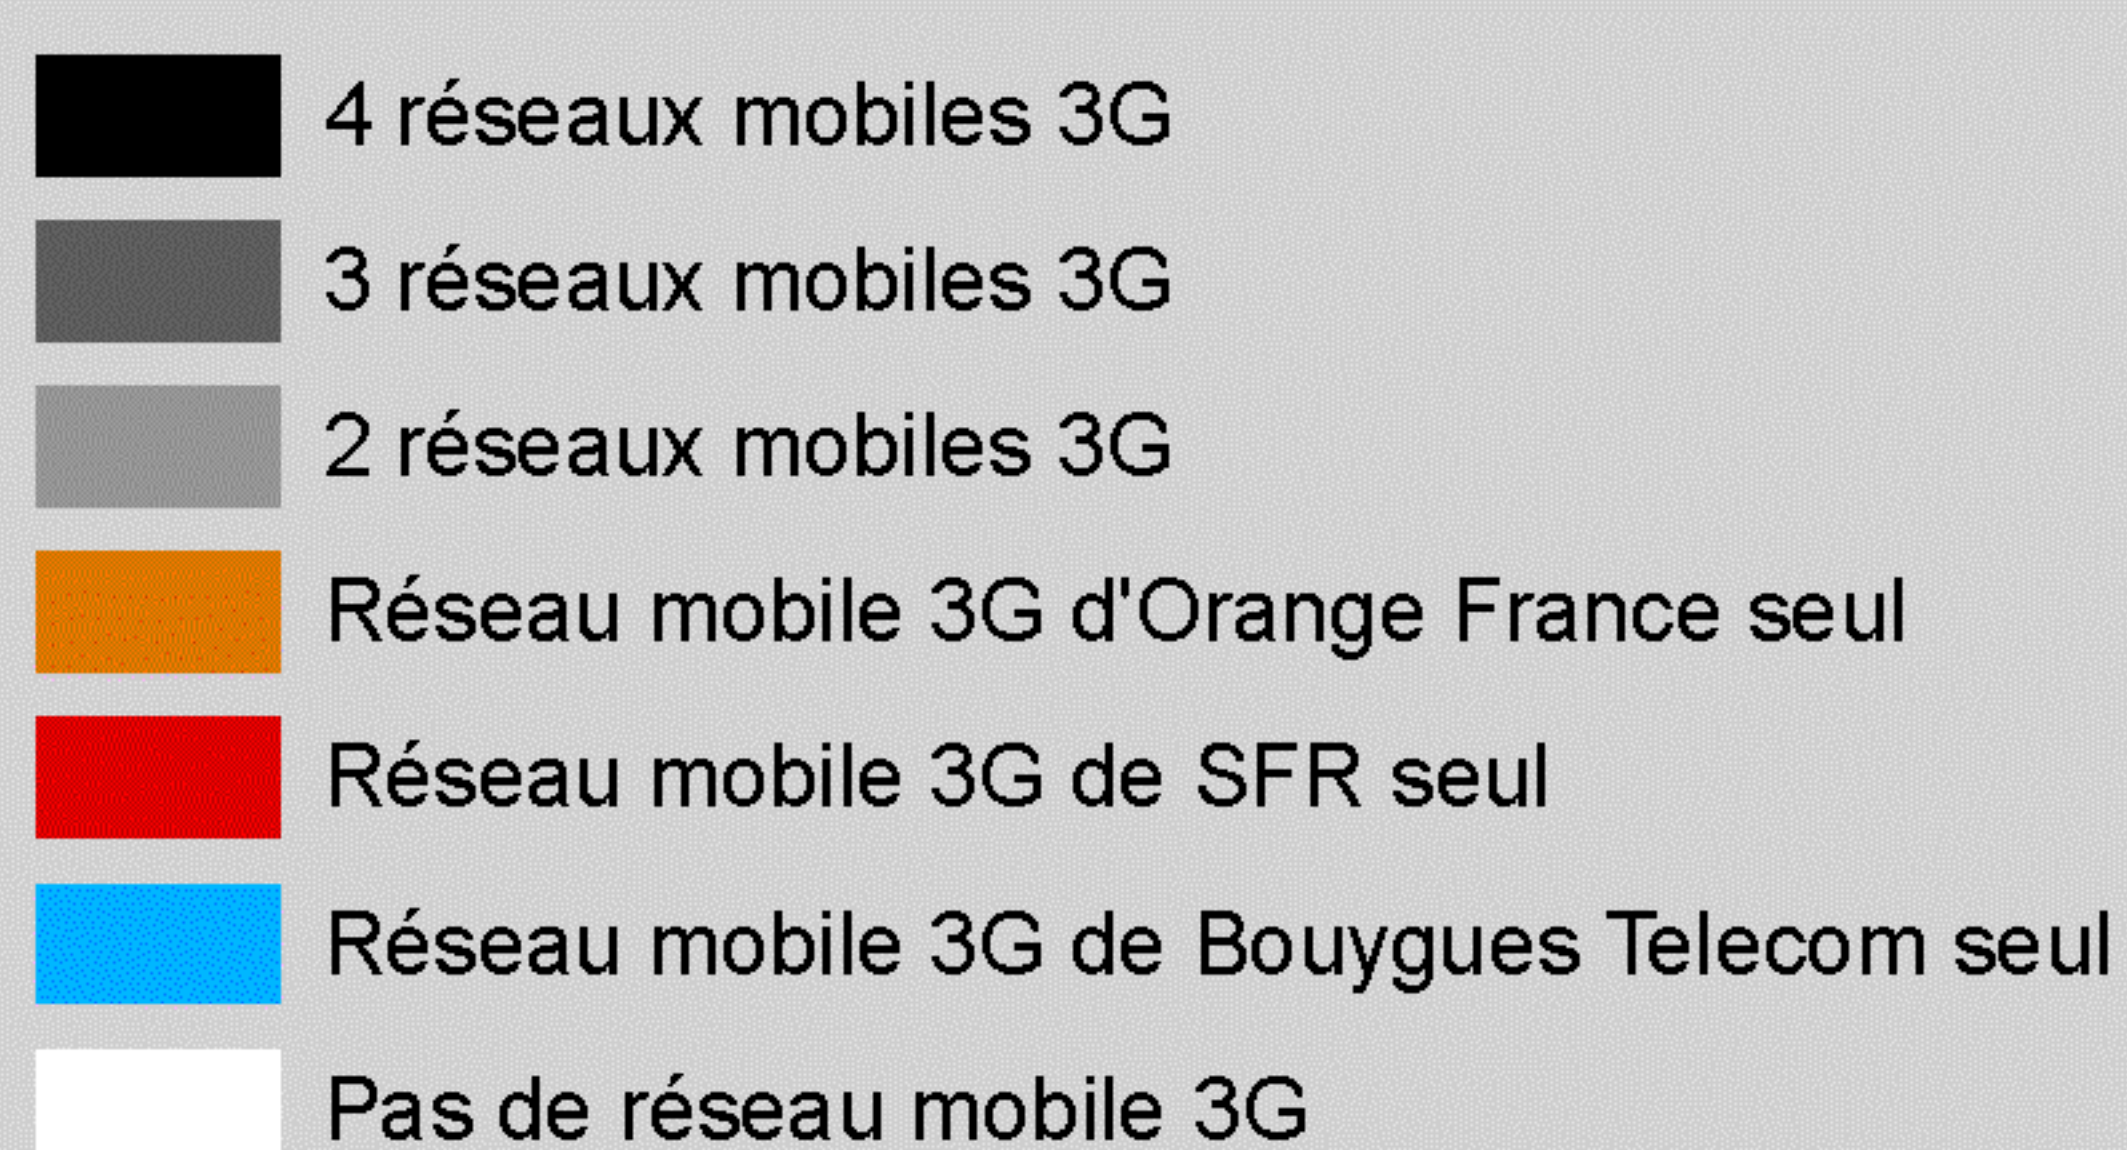 4 réseaux mobiles 3G
3 réseaux mobiles 3G
2 réseaux mobiles 3G
Réseau mobile 3G d'Orange France seul
Réseau mobile 3G de SFR seul
Réseau mobile 3G de Bouygues Telecom seul
Pas de réseau mobile 3G